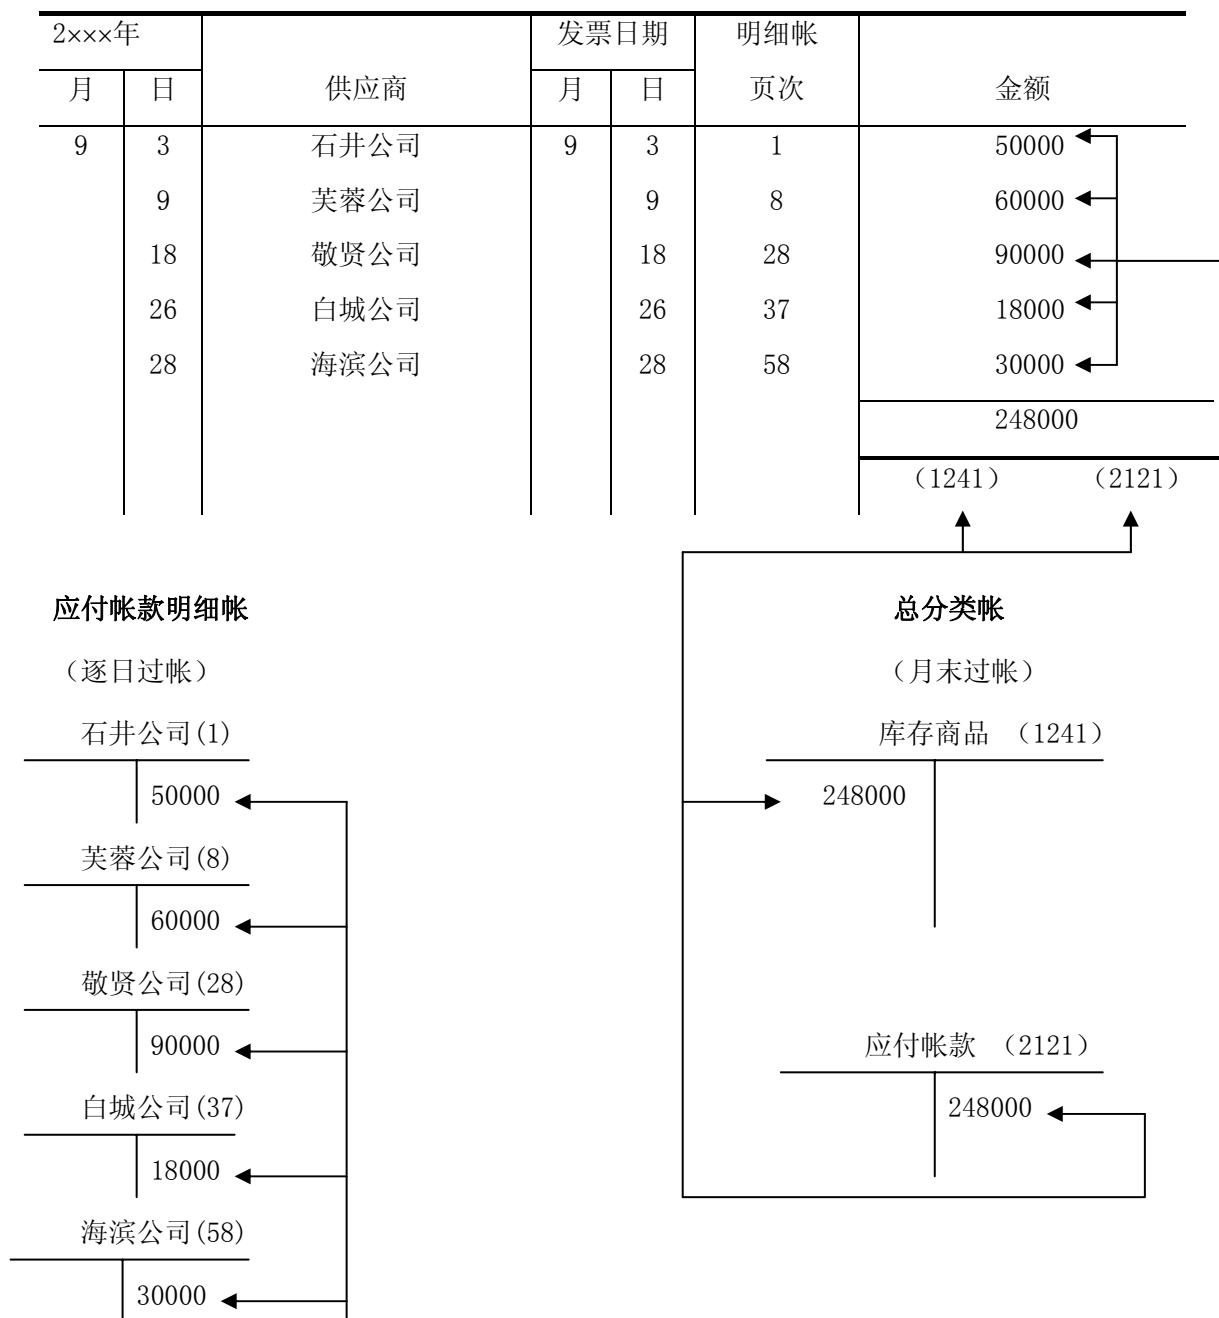 2×××年 发票日期 明细帐
月 日 供应商 月 日 页次 金额
9 3 石井公司 9 3 1 50000
9 芙蓉公司 9 8 60000
18 敬贤公司 18 28 90000
26 白城公司 26 37 18000
28 海滨公司 28 58 30000
248000
（1241） （2121）
应付帐款明细帐 总分类帐
（逐日过帐） （月末过帐）
石井公司(1) 库存商品 （1241）
50000 248000
芙蓉公司(8)
60000
敬贤公司(28)
90000 应付帐款 （2121）
白城公司(37) 248000
18000
海滨公司(58)
30000